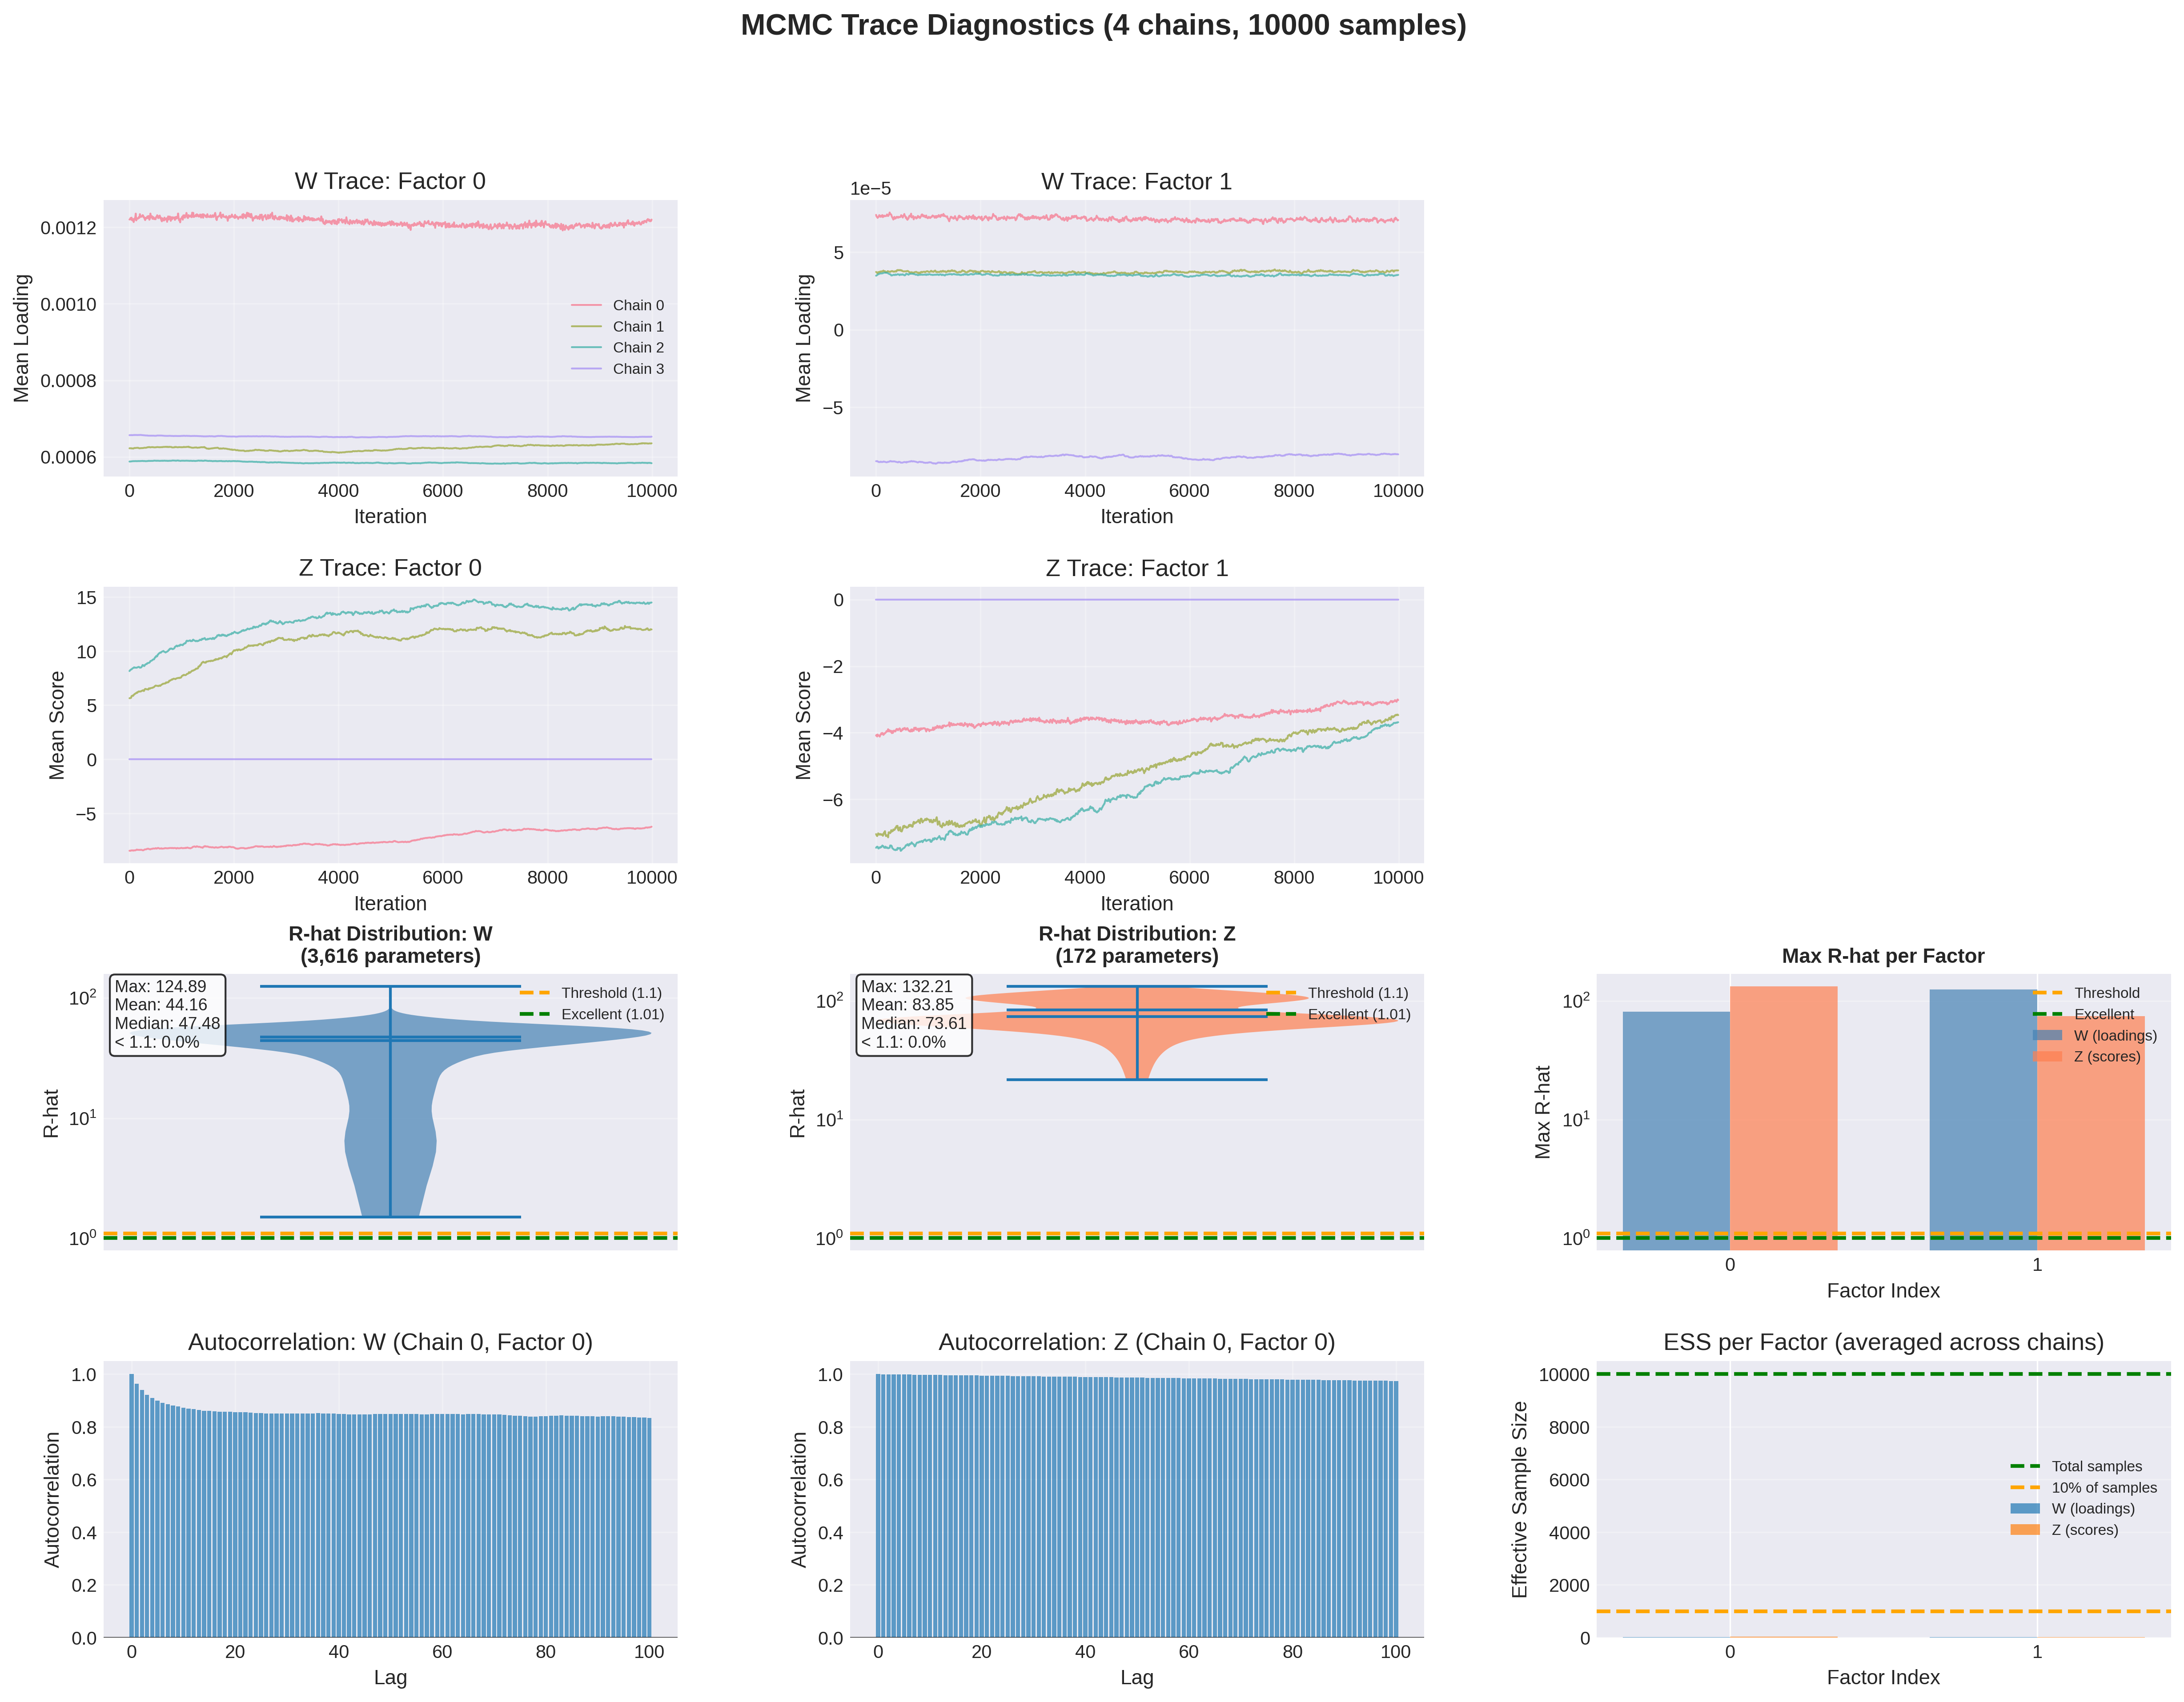 MCMC Trace Diagnostics (4 chains, 10000 samples)
W Trace: Factor 0
Mean Loading
0.0012
0.0010
0.0008
0.0006
Chain 0
Chain 1
Chain 2
Chain 3
0 2000 4000 6000 8000 10000
Iteration
W Trace: Factor 1
1e−5
Mean Loading
5
0
−5
0 2000 4000 6000 8000 10000
Iteration
Z Trace: Factor 0
Mean Score
15
10
5
0
−5
0 2000 4000 6000 8000 10000
Iteration
Z Trace: Factor 1
Mean Score
0
−2
−4
−6
0 2000 4000 6000 8000 10000
Iteration
R-hat Distribution: W
(3,616 parameters)
R-hat
10²
10¹
10⁰
Max: 124.89
Mean: 44.16
Median: 47.48
< 1.1: 0.0%
Threshold (1.1)
Excellent (1.01)
R-hat Distribution: Z
(172 parameters)
R-hat
10²
10¹
10⁰
Max: 132.21
Mean: 83.85
Median: 73.61
< 1.1: 0.0%
Threshold (1.1)
Excellent (1.01)
Max R-hat per Factor
Max R-hat
10²
10¹
10⁰
Threshold
Excellent
W (loadings)
Z (scores)
0 1
Factor Index
Autocorrelation: W (Chain 0, Factor 0)
Autocorrelation
1.0
0.8
0.6
0.4
0.2
0.0
0 20 40 60 80 100
Lag
Autocorrelation: Z (Chain 0, Factor 0)
Autocorrelation
1.0
0.8
0.6
0.4
0.2
0.0
0 20 40 60 80 100
Lag
ESS per Factor (averaged across chains)
Effective Sample Size
10000
8000
6000
4000
2000
0
Total samples
10% of samples
W (loadings)
Z (scores)
0 1
Factor Index